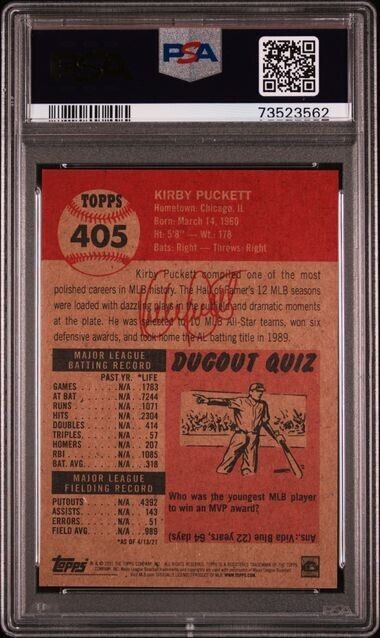 PSA
PSA
73523562
TOPPS
405
KIRBY PUCKETT
Hometown: Chicago, IL
Born: March 14, 1960
Ht: 5'8" — Wt.: 178
Bats: Right — Throws: Right
Kirby Puckett compiled one of the most
polished careers in MLB history. The Hall of Famer's 12 MLB seasons
were loaded with dazzling plays in the outfield and dramatic moments
at the plate. He was selected to 10 MLB All-Star teams, won six
defensive awards, and took home the AL batting title in 1989.
MAJOR LEAGUE
BATTING RECORD
PAST YR. *LIFE
GAMES N/A 1783
AT BAT N/A 7244
RUNS N/A 1071
HITS N/A 2304
DOUBLES N/A 414
TRIPLES N/A 57
HOMERS N/A 207
RBI N/A 1085
BAT. AVG. N/A .318
MAJOR LEAGUE
FIELDING RECORD
PUTOUTS N/A 4392
ASSISTS N/A 143
ERRORS N/A 51
FIELD AVG. N/A .989
*AS OF 4/13/21
DUGOUT QUIZ
Who was the youngest MLB player
to win an MVP award?
Ans.: Vida Blue (22 years, 64 days)
Topps